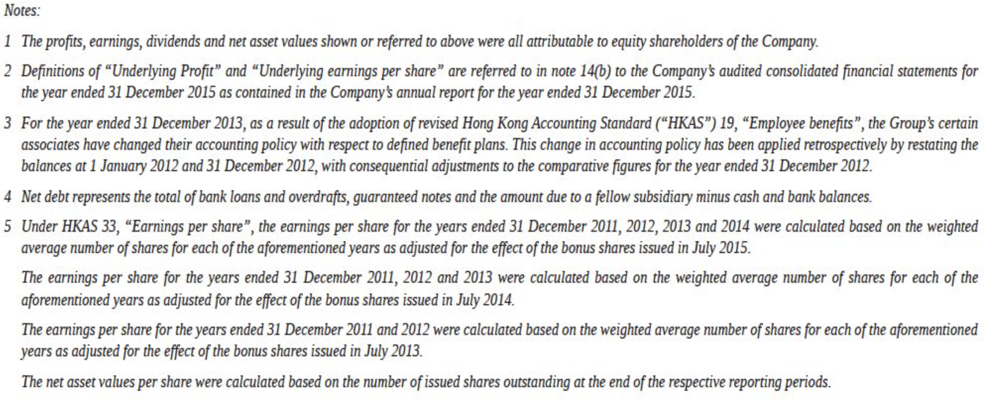 Notes:
1 The profits, earnings, dividends and net asset values shown or referred to above were all attributable to equity shareholders of the Company.
2 Definitions of “Underlying Profit” and “Underlying earnings per share” are referred to in note 14(b) to the Company’s audited consolidated financial statements for
the year ended 31 December 2015 as contained in the Company’s annual report for the year ended 31 December 2015.
3 For the year ended 31 December 2013, as a result of the adoption of revised Hong Kong Accounting Standard (“HKAS”) 19, “Employee benefits”, the Group’s certain
associates have changed their accounting policy with respect to defined benefit plans. This change in accounting policy has been applied retrospectively by restating the
balances at 1 January 2012 and 31 December 2012, with consequential adjustments to the comparative figures for the year ended 31 December 2012.
4 Net debt represents the total of bank loans and overdrafts, guaranteed notes and the amount due to a fellow subsidiary minus cash and bank balances.
5 Under HKAS 33, “Earnings per share”, the earnings per share for the years ended 31 December 2011, 2012, 2013 and 2014 were calculated based on the weighted
average number of shares for each of the aforementioned years as adjusted for the effect of the bonus shares issued in July 2015.
The earnings per share for the years ended 31 December 2011, 2012 and 2013 were calculated based on the weighted average number of shares for each of the
aforementioned years as adjusted for the effect of the bonus shares issued in July 2014.
The earnings per share for the years ended 31 December 2011 and 2012 were calculated based on the weighted average number of shares for each of the aforementioned
years as adjusted for the effect of the bonus shares issued in July 2013.
The net asset values per share were calculated based on the number of issued shares outstanding at the end of the respective reporting periods.